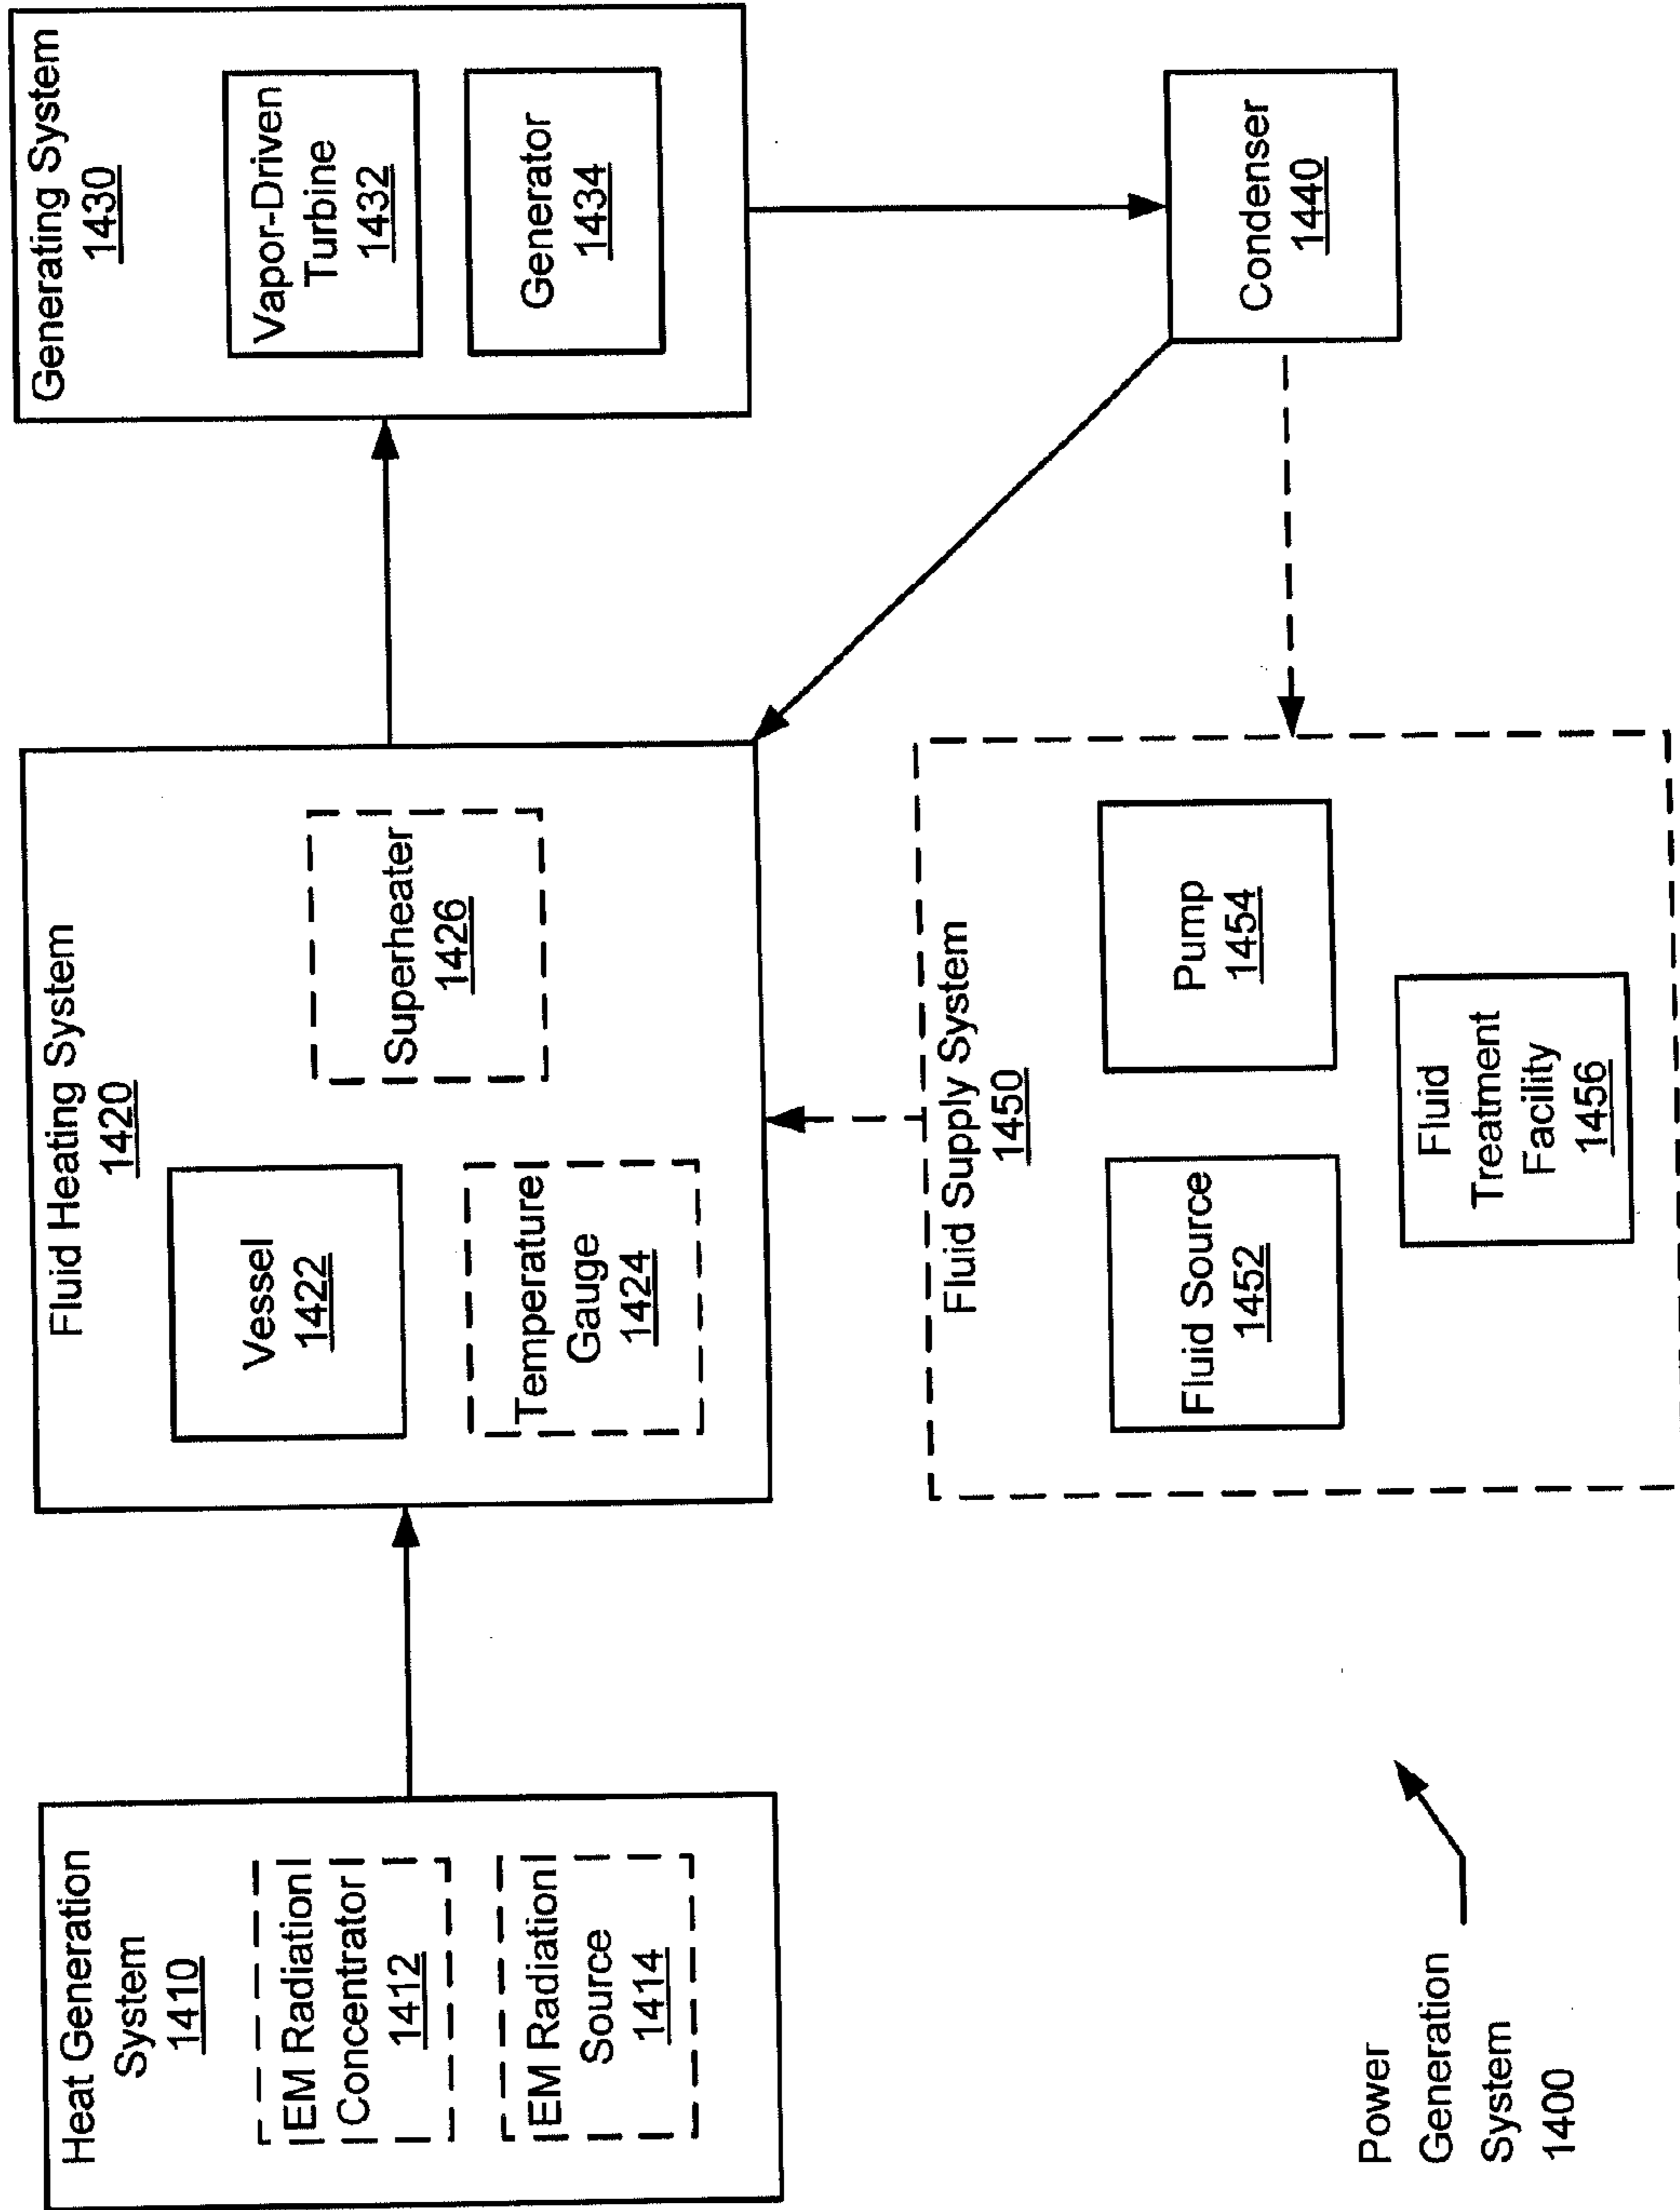 Heat Generation
System
1410
EM Radiation
Concentrator
1412
EM Radiation
Source
1414
Fluid Heating System
1420
Vessel
1422
Temperature
Gauge
1424
Superheater
1426
Generating System
1430
Vapor-Driven
Turbine
1432
Generator
1434
Condenser
1440
Fluid Supply System
1450
Fluid Source
1452
Pump
1454
Fluid
Treatment
Facility
1456
Power
Generation
System
1400